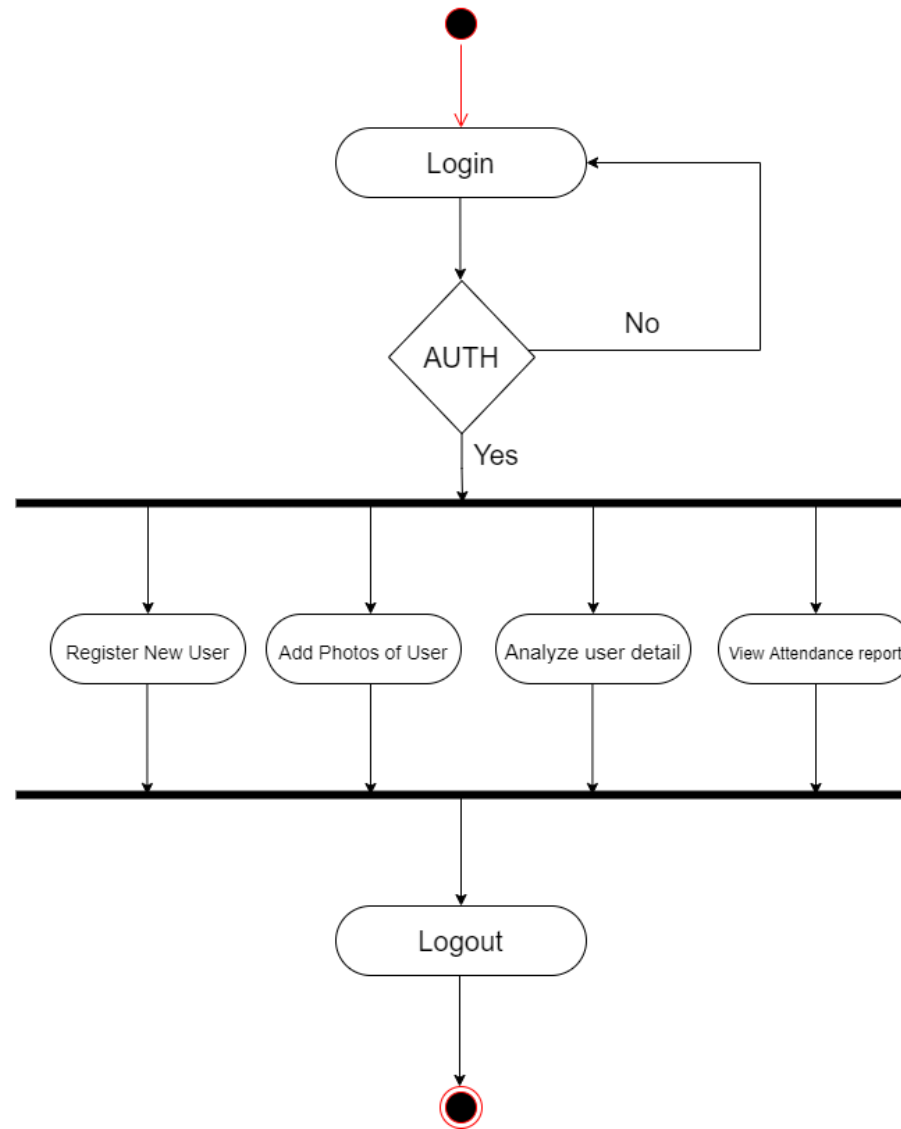 Login
AUTH
No
Yes
Register New User
Add Photos of User
Analyze user detail
View Attendance report
Logout